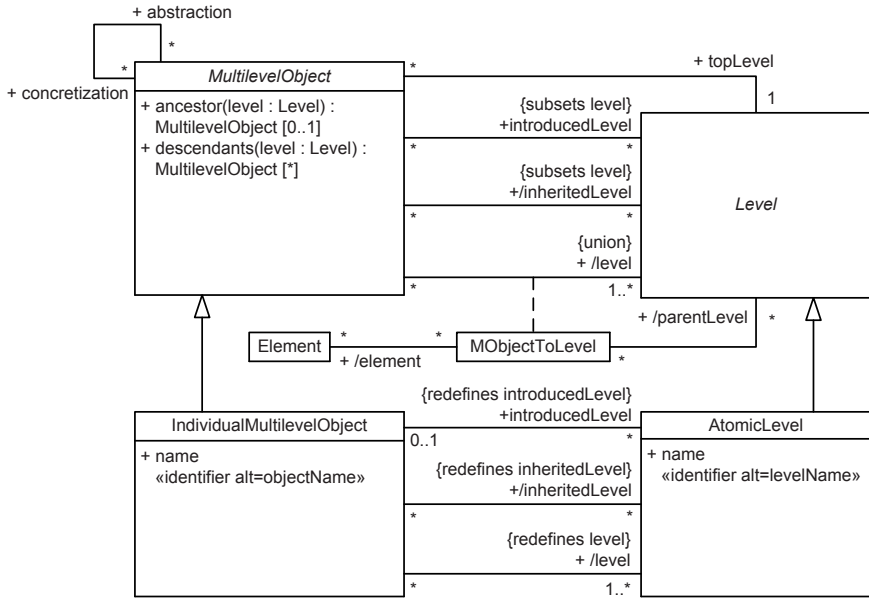 + abstraction
*
*
+ concretization
MultilevelObject
+ ancestor(level : Level) :
MultilevelObject [0..1]
+ descendants(level : Level) :
MultilevelObject [*]
*
+ topLevel
1
{subsets level}
+introducedLevel
*
*
{subsets level}
+/inheritedLevel
*
*
{union}
+ /level
*
1..*
Level
+ /parentLevel
*
Element
*
*
+ /element
MObjectToLevel
*
{redefines introducedLevel}
+introducedLevel
0..1
*
IndividualMultilevelObject
+ name
«identifier alt=objectName»
{redefines inheritedLevel}
+/inheritedLevel
*
*
{redefines level}
+ /level
*
1..*
AtomicLevel
+ name
«identifier alt=levelName»